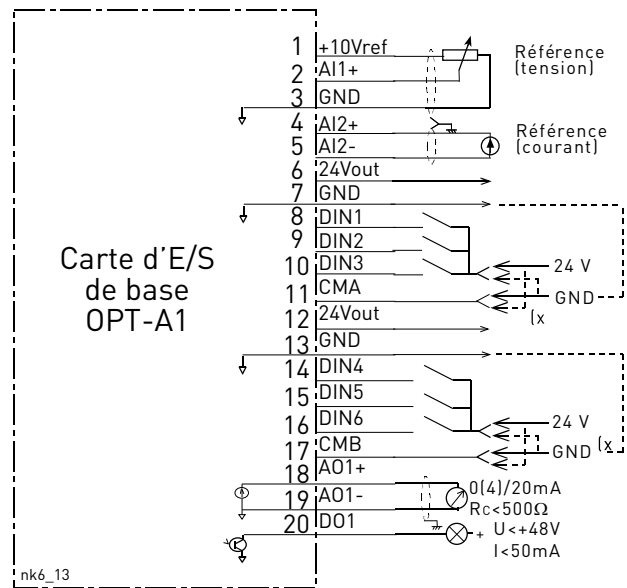 1 +10Vref
2 AI1+
3 GND
Référence
(tension)
4 AI2+
5 AI2-
Référence
(courant)
6 24Vout
7 GND
8 DIN1
9 DIN2
10 DIN3
24 V
11 CMA
GND
(x
12 24Vout
13 GND
Carte d'E/S
de base
OPT-A1
14 DIN4
15 DIN5
16 DIN6
24 V
17 CMB
GND (x
18 AO1+
19 AO1-
0(4)/20mA
RC<500Ω
20 DO1
+ U<+48V
I<50mA
nk6_13